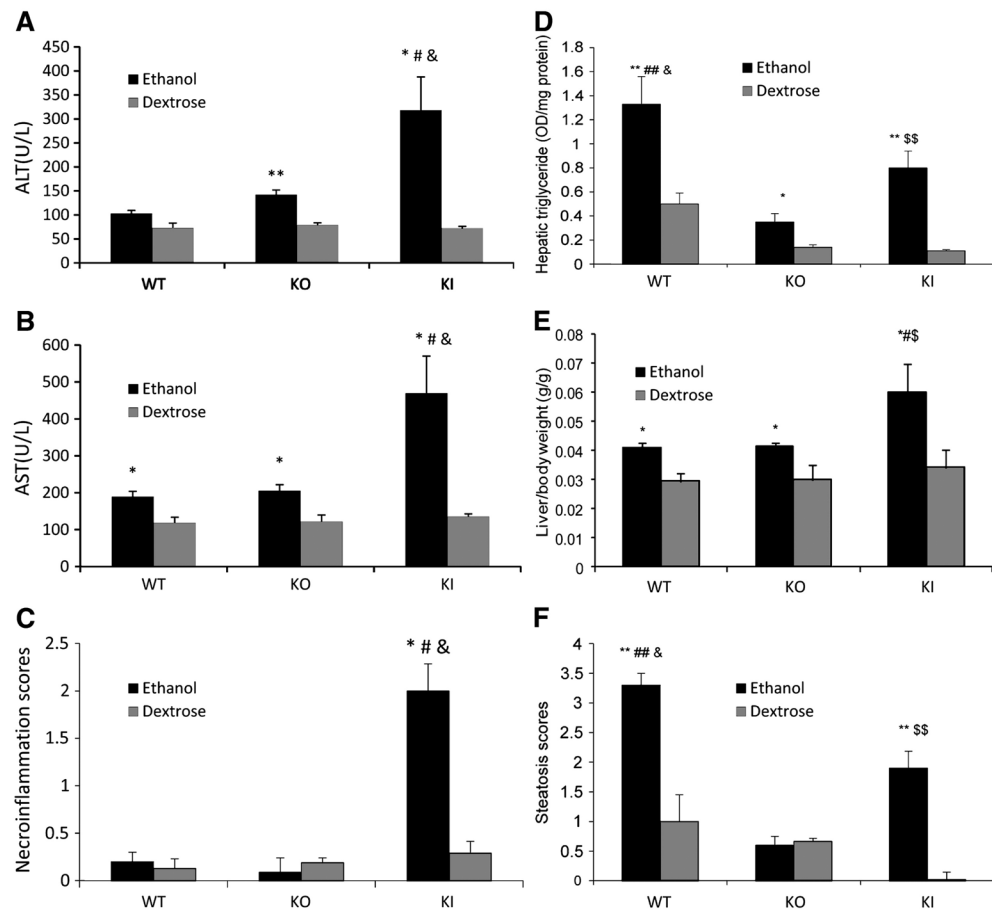 A
450
400
350
300
250
200
150
100
50
0
ALT(U/L)
Ethanol
Dextrose
**
* # &
WT KO KI
B
600
500
400
300
200
100
0
AST(U/L)
Ethanol
Dextrose
*
*
* # &
WT KO KI
C
2.5
2
1.5
1
0.5
0
Necroinflammation scores
Ethanol
Dextrose
* # &
WT KO KI
D
1.8
1.6
1.4
1.2
1
0.8
0.6
0.4
0.2
0
Hepatic triglyceride (OD/mg protein)
Ethanol
Dextrose
** ## &
*
** $$
WT KO KI
E
0.08
0.07
0.06
0.05
0.04
0.03
0.02
0.01
0
Liver/body weight (g/g)
Ethanol
Dextrose
*
*
*#$
WT KO KI
F
4
3.5
3
2.5
2
1.5
1
0.5
0
Steatosis scores
Ethanol
Dextrose
** ## &
** $$
WT KO KI